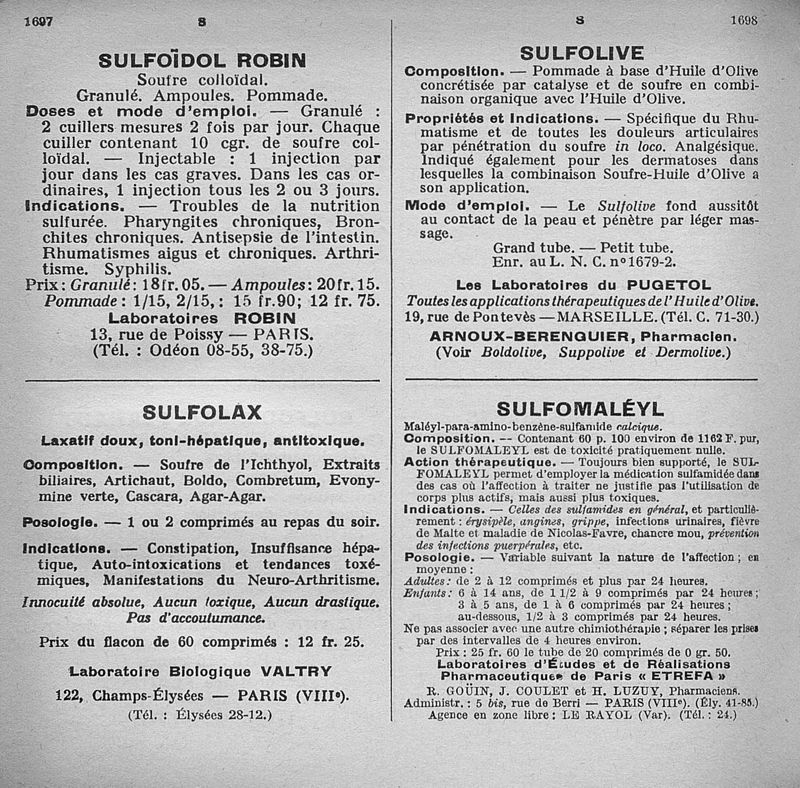 1697 S
SULFOÏDOL ROBIN
Soufre colloïdal.
Granulé. Ampoules. Pommade.
Doses et mode d'emploi. — Granulé :
2 cuillers mesures 2 fois par jour. Chaque
cuiller contenant 10 cgr. de soufre col-
loïdal. — Injectable : 1 injection par
jour dans les cas graves. Dans les cas or-
dinaires, 1 injection tous les 2 ou 3 jours.
Indications. — Troubles de la nutrition
sulfurée. Pharyngites chroniques, Bron-
chites chroniques. Antisepsie de l'intestin.
Rhumatismes aigus et chroniques. Arthri-
tisme. Syphilis.
Prix : Granulé : 18 fr. 05. — Ampoules : 20 fr. 15.
Pommade : 1/15, 2/15, : 15 fr. 90; 12 fr. 75.
Laboratoires ROBIN
13, rue de Poissy — PARIS.
(Tél. : Odéon 08-55, 38-75.)
SULFOLAX
Laxatif doux, toni-hépatique, antitoxique.
Composition. — Soufre de l'Ichthyol, Extraits
biliaires, Artichaut, Boldo, Combretum, Evony-
mine verte, Cascara, Agar-Agar.
Posologie. — 1 ou 2 comprimés au repas du soir.
Indications. — Constipation, Insuffisance hépa-
tique, Auto-intoxications et tendances toxé-
miques, Manifestations du Neuro-Arthritisme.
Innocuité absolue, Aucun toxique, Aucun drastique.
Pas d'accoutumance.
Prix du flacon de 60 comprimés : 12 fr. 25.
Laboratoire Biologique VALTRY
122, Champs-Élysées — PARIS (VIIIe).
(Tél. : Élysées 28-12.)
S 1698
SULFOLIVE
Composition. — Pommade à base d'Huile d'Olive
concrétisée par catalyse et de soufre en combi-
naison organique avec l'Huile d'Olive.
Propriétés et Indications. — Spécifique du Rhu-
matisme et de toutes les douleurs articulaires
par pénétration du soufre in loco. Analgésique.
Indiqué également pour les dermatoses dans
lesquelles la combinaison Soufre-Huile d'Olive a
son application.
Mode d'emploi. — Le Sulfolive fond aussitôt
au contact de la peau et pénètre par léger mas-
sage.
Grand tube. — Petit tube.
Enr. au L. N. C. n° 1679-2.
Les Laboratoires du PUGETOL
Toutes les applications thérapeutiques de l'Huile d'Olive.
19, rue de Pontevès — MARSEILLE. (Tél. C. 71-30.)
ARNOUX-BERENGUIER, Pharmacien.
(Voir Boldolive, Suppolive et Dermolive.)
SULFOMALÉYL
Maléyl-para-amino-benzène-sulfamide calcique.
Composition. -- Contenant 60 p. 100 environ de 1162 F. pur,
le SULFOMALEYL est de toxicité pratiquement nulle.
Action thérapeutique. — Toujours bien supporté, le SUL-
FOMALEYL permet d'employer la médication sulfamidée dans
des cas où l'affection à traiter ne justifie pas l'utilisation de
corps plus actifs, mais aussi plus toxiques.
Indications. — Celles des sulfamides en général, et particuliè-
rement : érysipèle, angines, grippe, infections urinaires, fièvre
de Malte et maladie de Nicolas-Favre, chancre mou, prévention
des infections puerpérales, etc.
Posologie. — Variable suivant la nature de l'affection ; en
moyenne :
Adultes : de 2 à 12 comprimés et plus par 24 heures.
Enfants : 6 à 14 ans, de 1 1/2 à 9 comprimés par 24 heures ;
3 à 5 ans, de 1 à 6 comprimés par 24 heures ;
au-dessous, 1/2 à 3 comprimés par 24 heures.
Ne pas associer avec une autre chimiothérapie ; séparer les prises
par des intervalles de 4 heures environ.
Prix : 25 fr. 60 le tube de 20 comprimés de 0 gr. 50.
Laboratoires d'Études et de Réalisations
Pharmaceutiques de Paris « ETREFA »
R. GOÜIN, J. COULET et H. LUZUY, Pharmaciens.
Administr. : 5 bis, rue de Berri — PARIS (VIIIe). (Ély. 41-85.)
Agence en zone libre : LE RAYOL (Var). (Tél. : 24.)